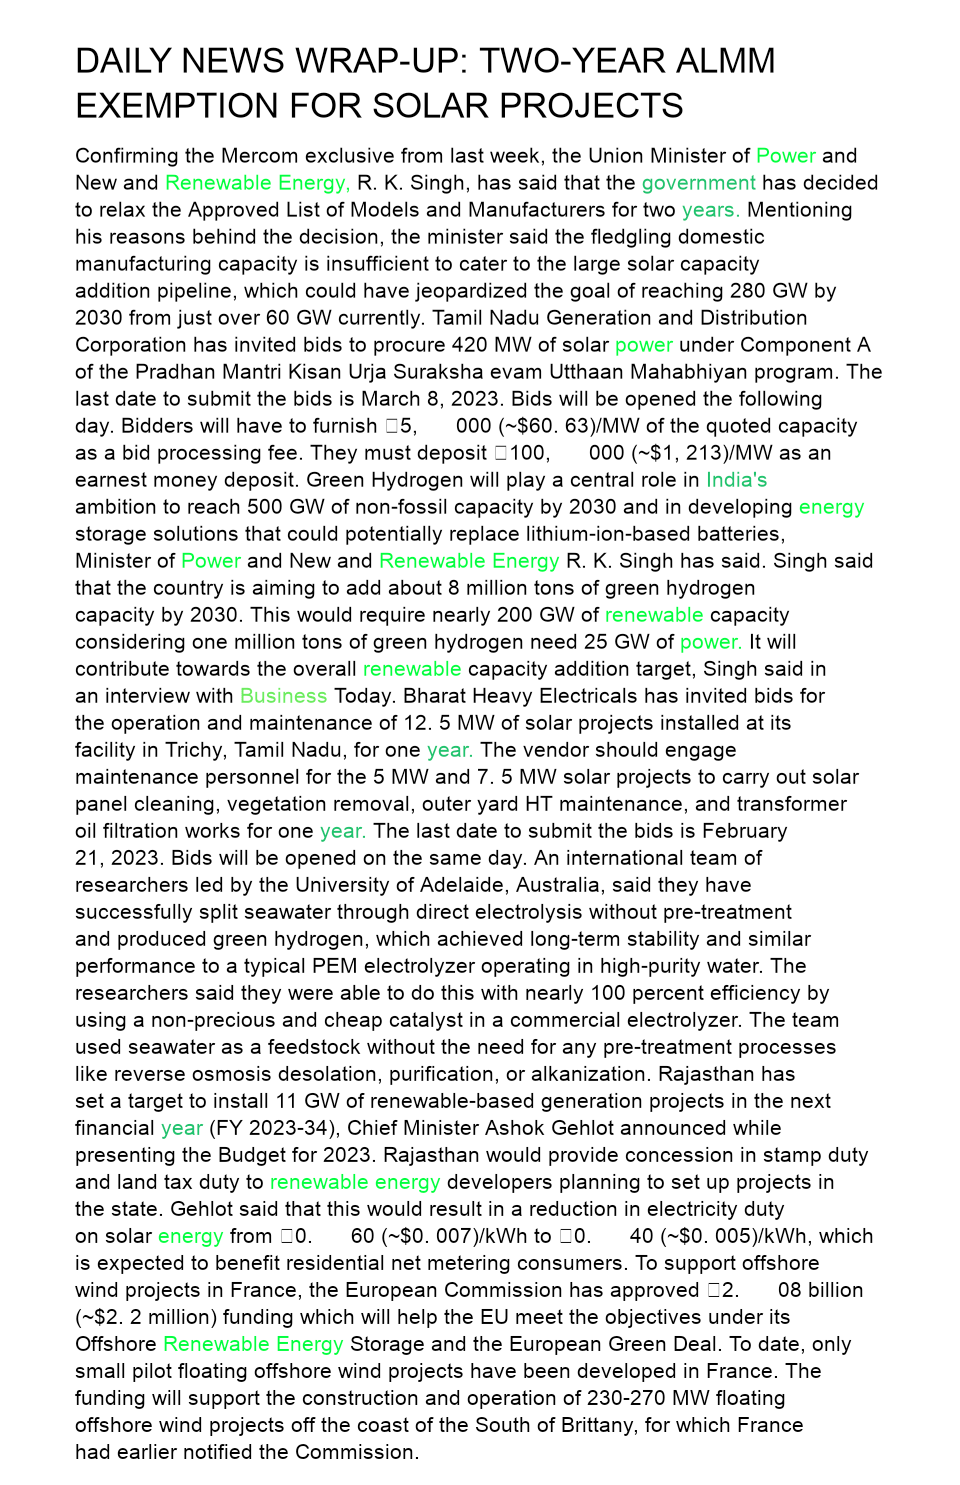 DAILY NEWS WRAP-UP: TWO-YEAR ALMM
EXEMPTION FOR SOLAR PROJECTS
Confirming the Mercom exclusive from last week, the Union Minister of Power and
New and Renewable Energy, R. K. Singh, has said that the government has decided
to relax the Approved List of Models and Manufacturers for two years. Mentioning
his reasons behind the decision, the minister said the fledgling domestic
manufacturing capacity is insufficient to cater to the large solar capacity
addition pipeline, which could have jeopardized the goal of reaching 280 GW by
2030 from just over 60 GW currently. Tamil Nadu Generation and Distribution
Corporation has invited bids to procure 420 MW of solar power under Component A
of the Pradhan Mantri Kisan Urja Suraksha evam Utthaan Mahabhiyan program. The
last date to submit the bids is March 8, 2023. Bids will be opened the following
day. Bidders will have to furnish □5, 000 (~$60. 63)/MW of the quoted capacity
as a bid processing fee. They must deposit □100, 000 (~$1, 213)/MW as an
earnest money deposit. Green Hydrogen will play a central role in India's
ambition to reach 500 GW of non-fossil capacity by 2030 and in developing energy
storage solutions that could potentially replace lithium-ion-based batteries,
Minister of Power and New and Renewable Energy R. K. Singh has said. Singh said
that the country is aiming to add about 8 million tons of green hydrogen
capacity by 2030. This would require nearly 200 GW of renewable capacity
considering one million tons of green hydrogen need 25 GW of power. It will
contribute towards the overall renewable capacity addition target, Singh said in
an interview with Business Today. Bharat Heavy Electricals has invited bids for
the operation and maintenance of 12. 5 MW of solar projects installed at its
facility in Trichy, Tamil Nadu, for one year. The vendor should engage
maintenance personnel for the 5 MW and 7. 5 MW solar projects to carry out solar
panel cleaning, vegetation removal, outer yard HT maintenance, and transformer
oil filtration works for one year. The last date to submit the bids is February
21, 2023. Bids will be opened on the same day. An international team of
researchers led by the University of Adelaide, Australia, said they have
successfully split seawater through direct electrolysis without pre-treatment
and produced green hydrogen, which achieved long-term stability and similar
performance to a typical PEM electrolyzer operating in high-purity water. The
researchers said they were able to do this with nearly 100 percent efficiency by
using a non-precious and cheap catalyst in a commercial electrolyzer. The team
used seawater as a feedstock without the need for any pre-treatment processes
like reverse osmosis desolation, purification, or alkanization. Rajasthan has
set a target to install 11 GW of renewable-based generation projects in the next
financial year (FY 2023-34), Chief Minister Ashok Gehlot announced while
presenting the Budget for 2023. Rajasthan would provide concession in stamp duty
and land tax duty to renewable energy developers planning to set up projects in
the state. Gehlot said that this would result in a reduction in electricity duty
on solar energy from □0. 60 (~$0. 007)/kWh to □0. 40 (~$0. 005)/kWh, which
is expected to benefit residential net metering consumers. To support offshore
wind projects in France, the European Commission has approved □2. 08 billion
(~$2. 2 million) funding which will help the EU meet the objectives under its
Offshore Renewable Energy Storage and the European Green Deal. To date, only
small pilot floating offshore wind projects have been developed in France. The
funding will support the construction and operation of 230-270 MW floating
offshore wind projects off the coast of the South of Brittany, for which France
had earlier notified the Commission.